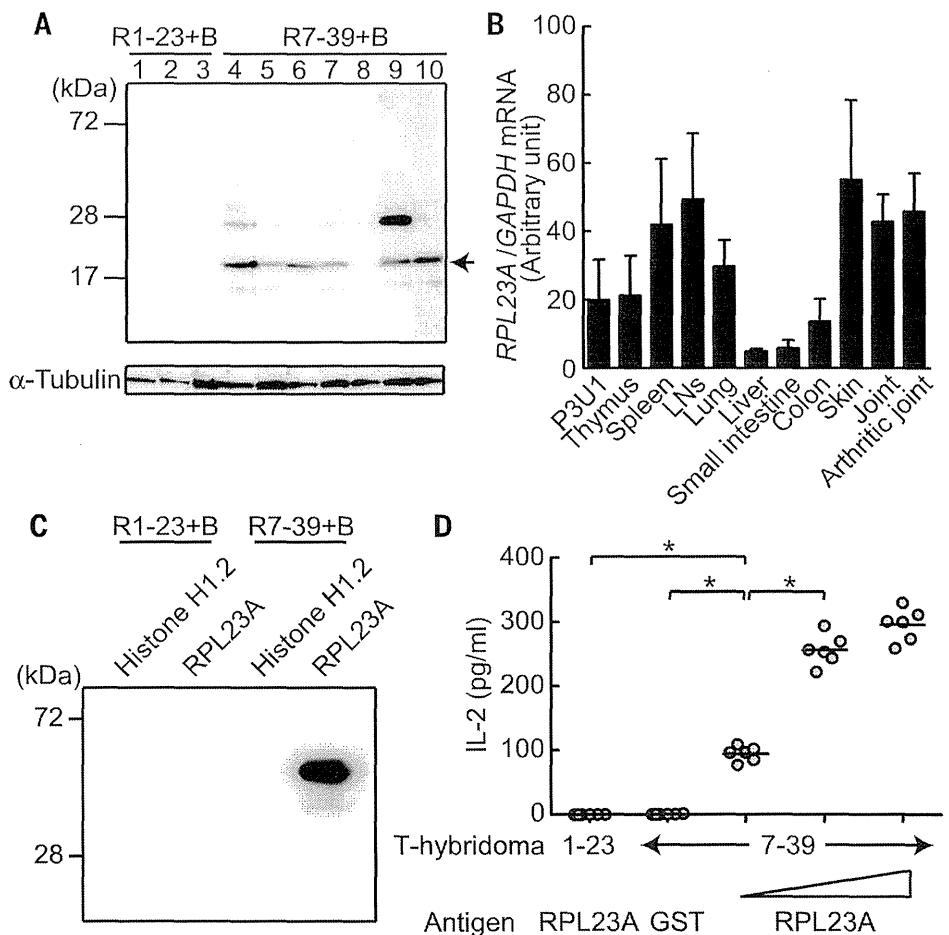 A
R1-23+B R7-39+B
1 2 3 4 5 6 7 8 9 10
(kDa)
72
28
17
α-Tubulin
B
RPL23A/GAPDH mRNA
(Arbitrary unit)
100
80
60
40
20
0
P3U1
Thymus
Spleen
LNs
Lung
Liver
Small intestine
Colon
Skin
Joint
Arthritic joint
C
R1-23+B R7-39+B
Histone H1.2
RPL23A
Histone H1.2
RPL23A
(kDa)
72
28
D
IL-2 (pg/ml)
400
300
200
100
0
* * *
T-hybridoma 1-23 7-39
Antigen RPL23A GST RPL23A